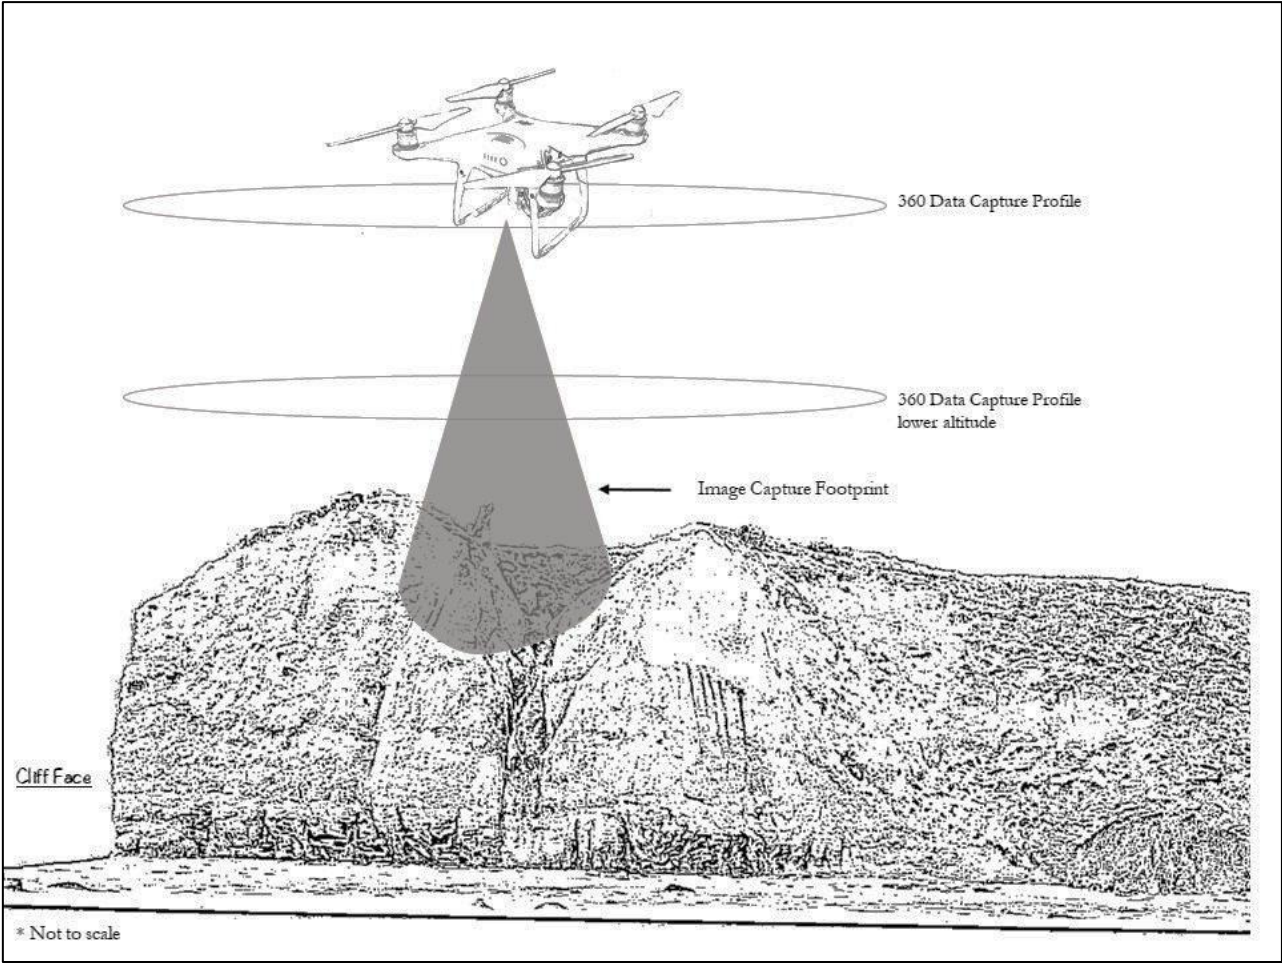 360 Data Capture Profile
360 Data Capture Profile
lower altitude
Image Capture Footprint
Cliff Face
* Not to scale